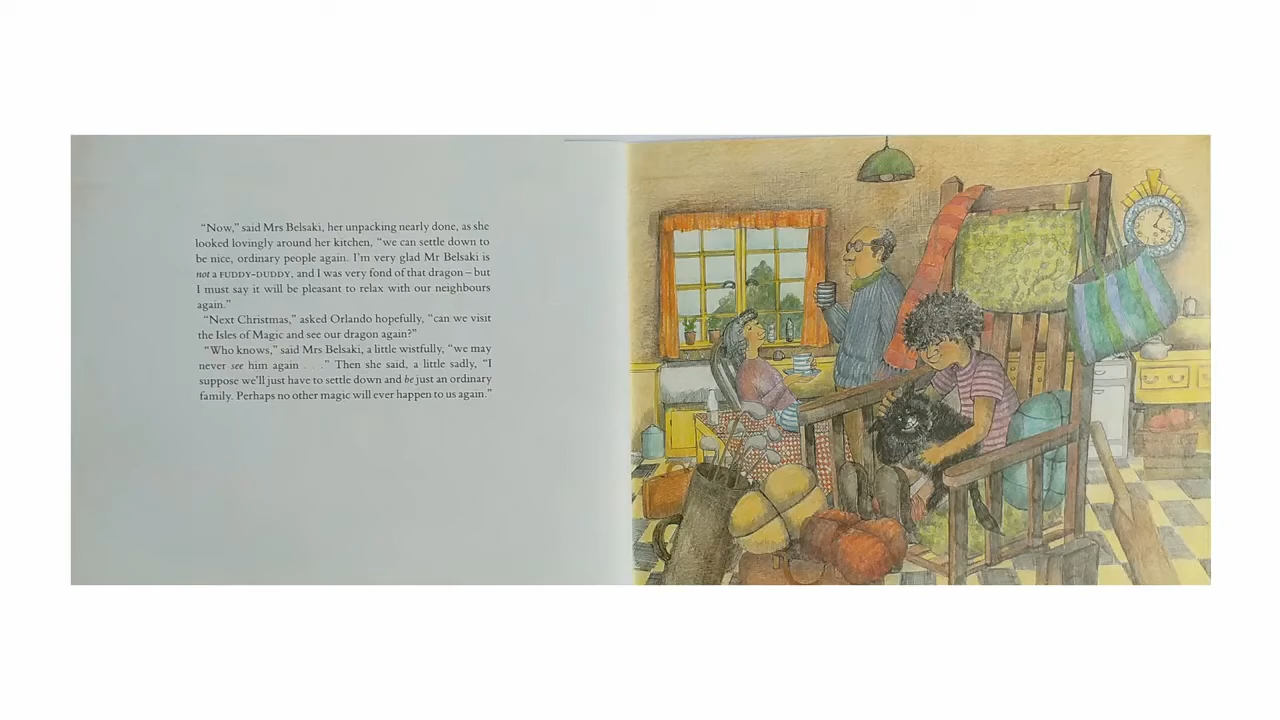 “Now,” said Mrs Belsaki, her unpacking nearly done, as she
looked lovingly around her kitchen, “we can settle down to
be nice, ordinary people again. I’m very glad Mr Belsaki is
not a FUDDY-DUDDY, and I was very fond of that dragon – but
I must say it will be pleasant to relax with our neighbours
again.”
“Next Christmas,” asked Orlando hopefully, “can we visit
the Isles of Magic and see our dragon again?”
“Who knows,” said Mrs Belsaki, a little wistfully, “we may
never see him again . . .” Then she said, a little sadly, “I
suppose we’ll just have to settle down and be just an ordinary
family. Perhaps no other magic will ever happen to us again.”